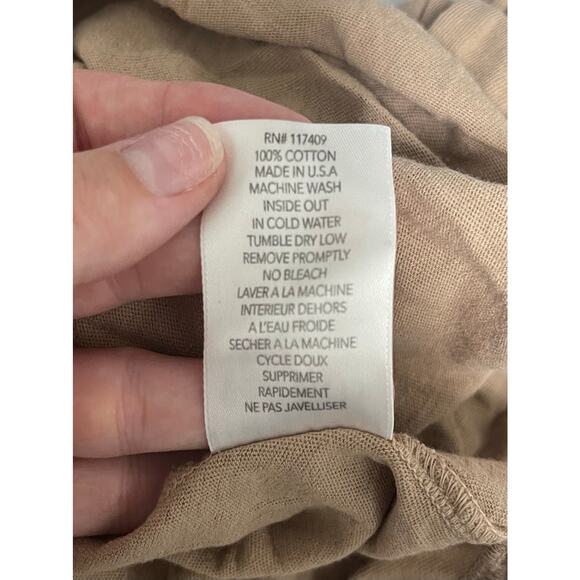 RN# 117409
100% COTTON
MADE IN U.S.A
MACHINE WASH
INSIDE OUT
IN COLD WATER
TUMBLE DRY LOW
REMOVE PROMPTLY
NO BLEACH
LAVER A LA MACHINE
INTERIEUR DEHORS
A L'EAU FROIDE
SECHER A LA MACHINE
CYCLE DOUX
SUPPRIMER
RAPIDEMENT
NE PAS JAVELLISER